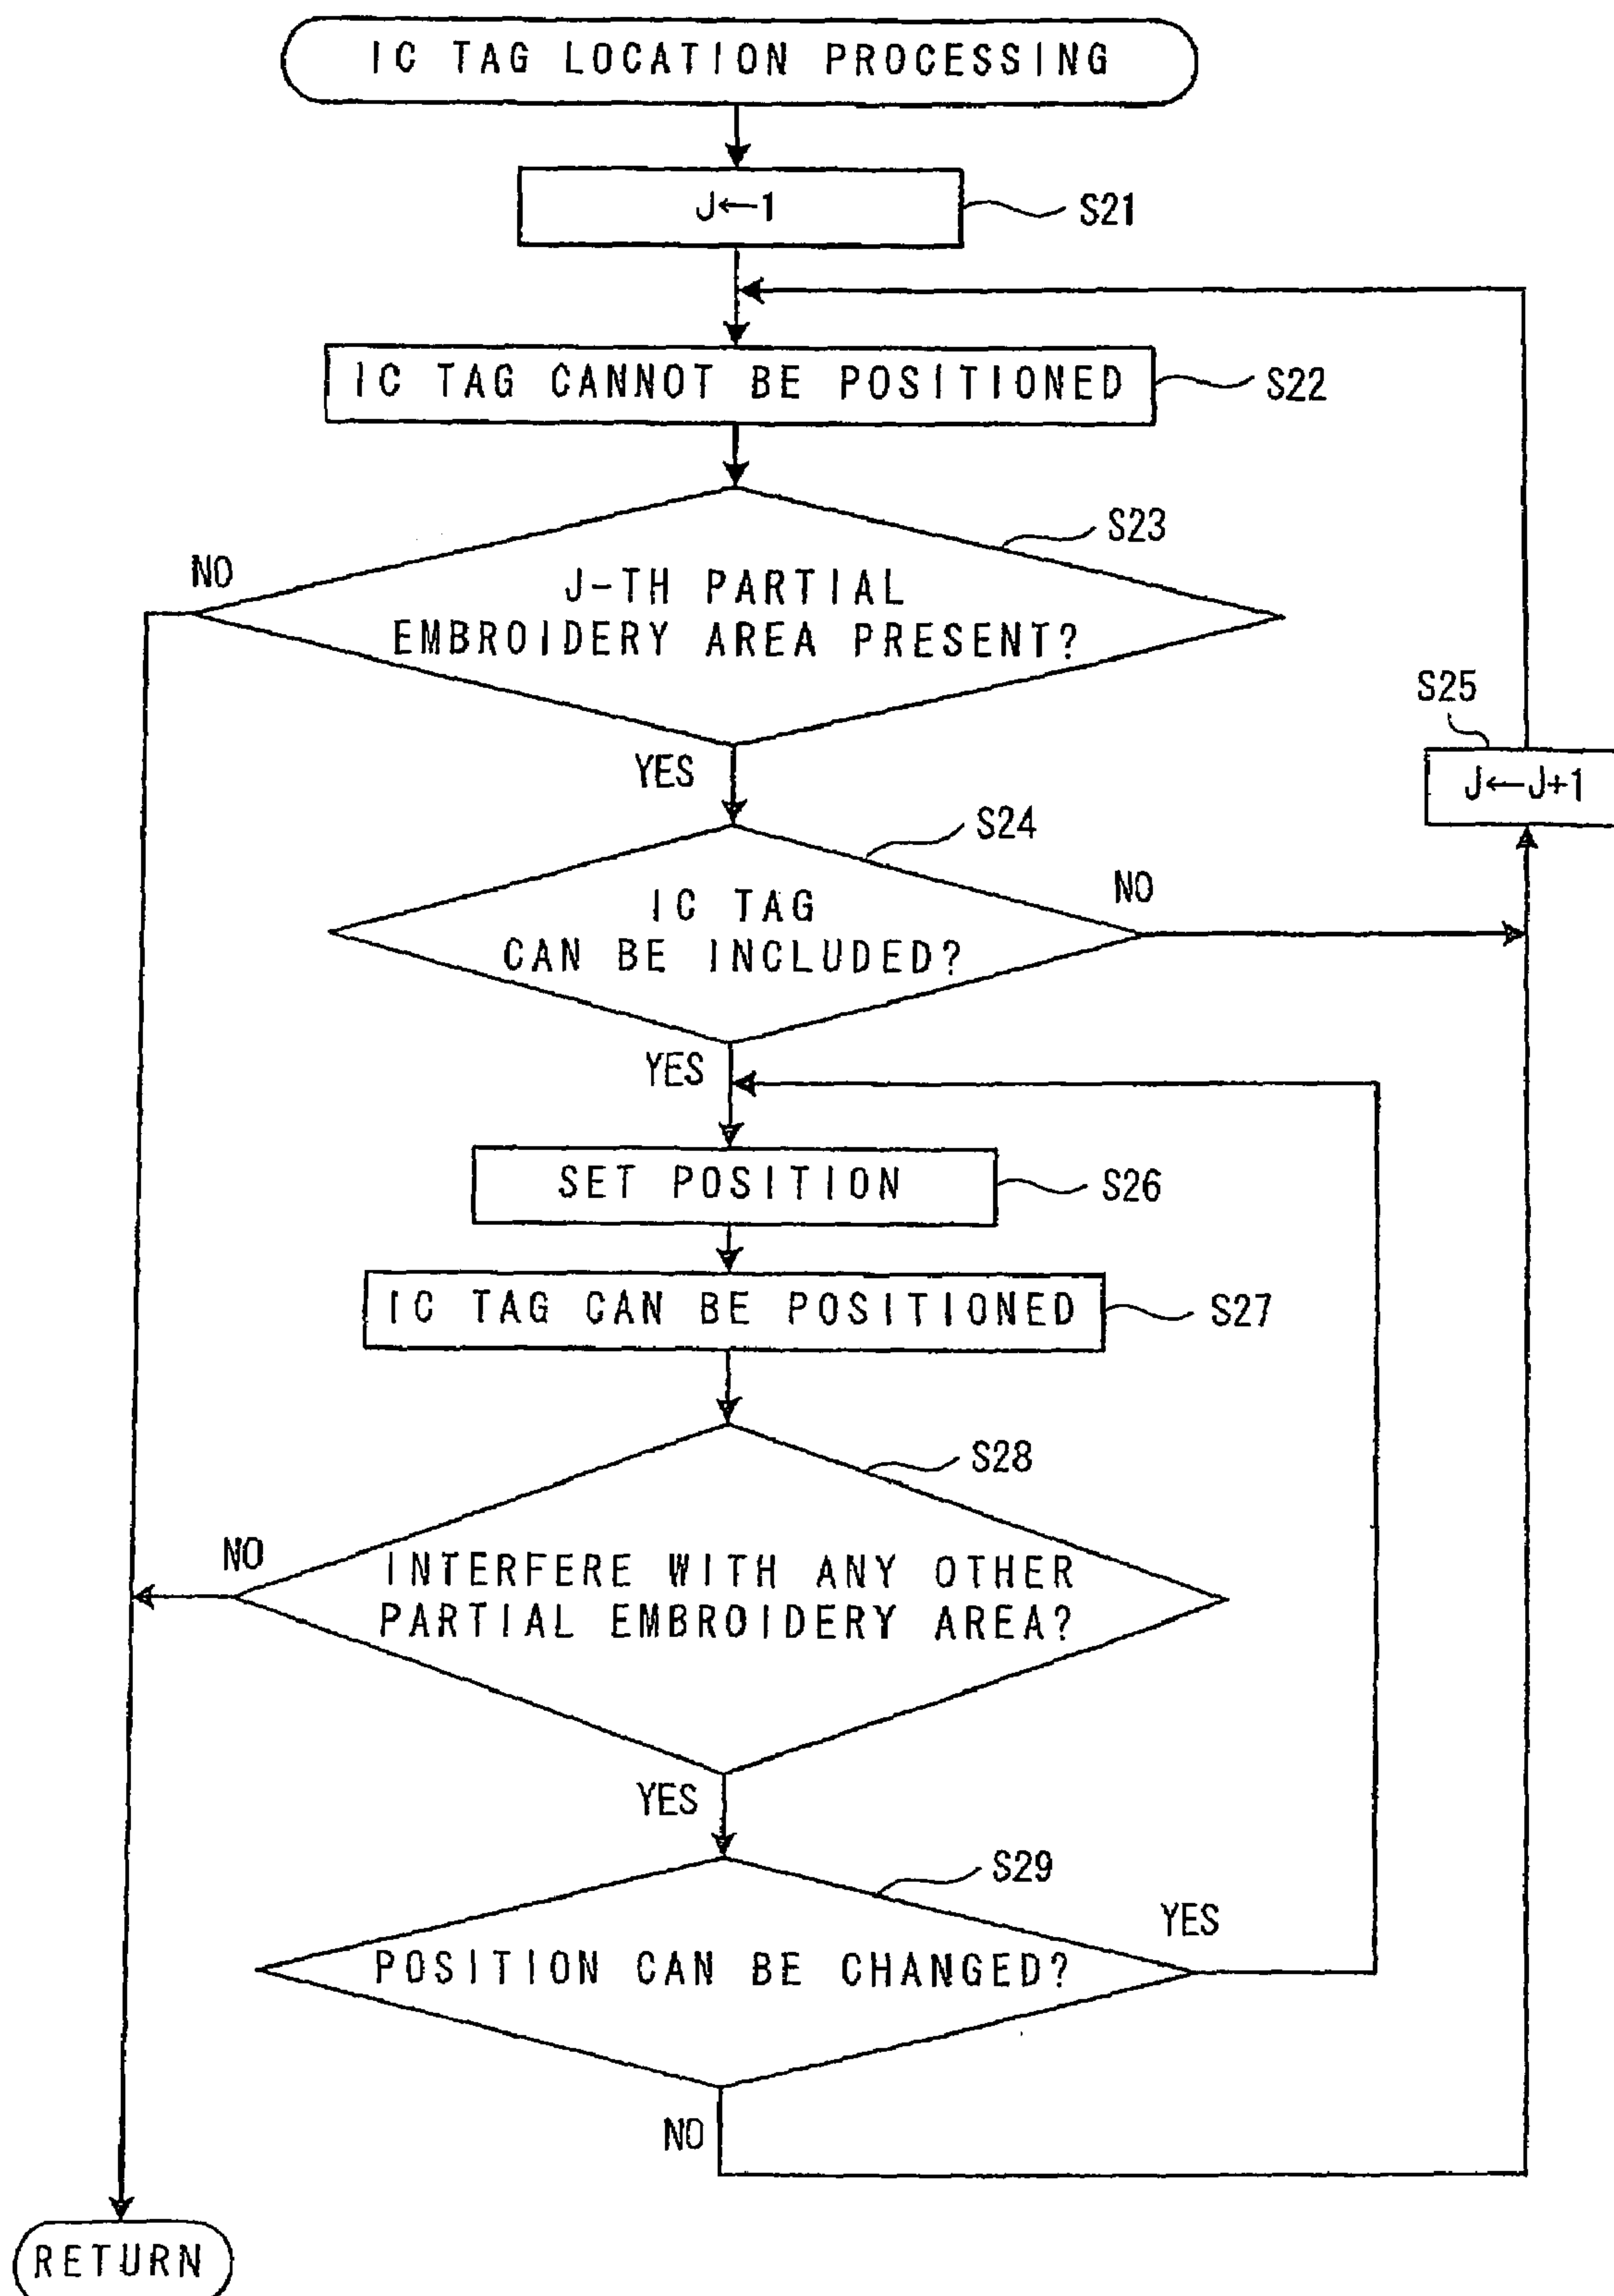 IC TAG LOCATION PROCESSING
J←1
S21
IC TAG CANNOT BE POSITIONED
S22
S23
NO
J-TH PARTIAL
EMBROIDERY AREA PRESENT?
S25
J←J+1
YES
S24
IC TAG
CAN BE INCLUDED?
NO
YES
SET POSITION
S26
IC TAG CAN BE POSITIONED
S27
S28
NO
INTERFERE WITH ANY OTHER
PARTIAL EMBROIDERY AREA?
YES
S29
YES
POSITION CAN BE CHANGED?
NO
RETURN